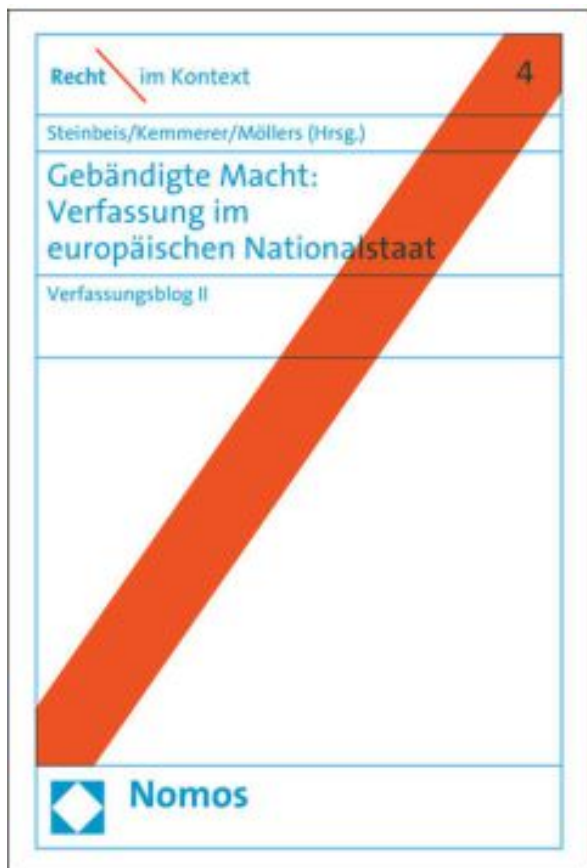 Recht im Kontext 4
Steinbeis/Kemmerer/Möllers (Hrsg.)
Gebändigte Macht:
Verfassung im
europäischen Nationalstaat
Verfassungsblog II
Nomos